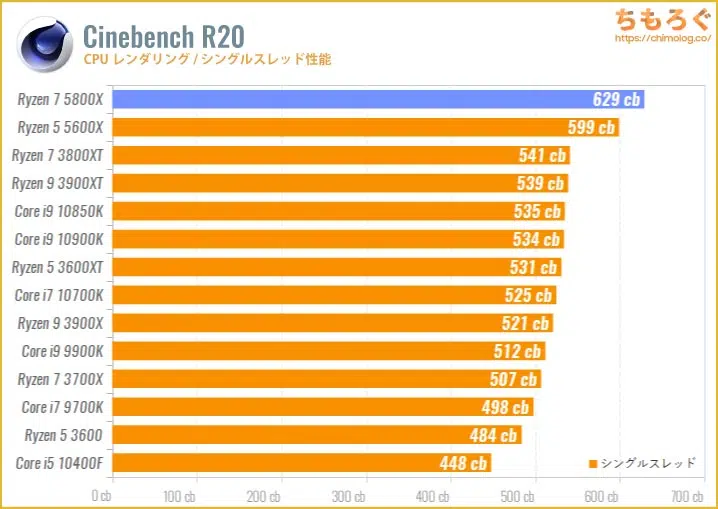 ちもろぐ
https://chimolog.co/
Cinebench R20
CPU レンダリング / シングルスレッド性能
Ryzen 7 5800X 629 cb
Ryzen 5 5600X 599 cb
Ryzen 7 3800XT 541 cb
Ryzen 9 3900XT 539 cb
Core i9 10850K 535 cb
Core i9 10900K 534 cb
Ryzen 5 3600XT 531 cb
Core i7 10700K 525 cb
Ryzen 9 3900X 521 cb
Core i9 9900K 512 cb
Ryzen 7 3700X 507 cb
Core i7 9700K 498 cb
Ryzen 5 3600 484 cb
Core i5 10400F 448 cb
シングルスレッド
0 cb 100 cb 200 cb 300 cb 400 cb 500 cb 600 cb 700 cb